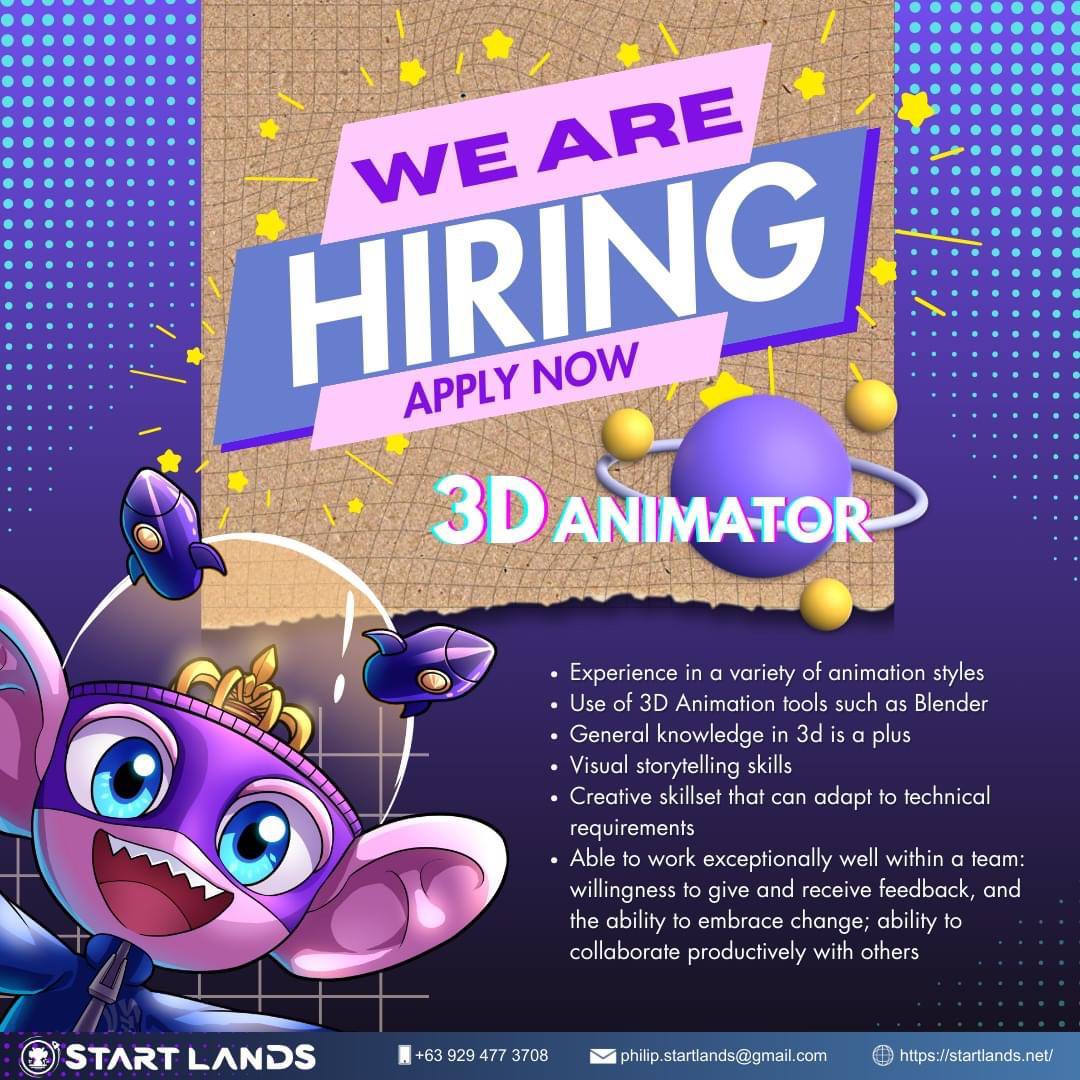 WE ARE
HIRING
APPLY NOW
3D ANIMATOR
• Experience in a variety of animation styles
• Use of 3D Animation tools such as Blender
• General knowledge in 3d is a plus
• Visual storytelling skills
• Creative skillset that can adapt to technical
requirements
• Able to work exceptionally well within a team:
willingness to give and receive feedback, and
the ability to embrace change; ability to
collaborate productively with others
START LANDS
+63 929 477 3708
philip.startlands@gmail.com
https://startlands.net/